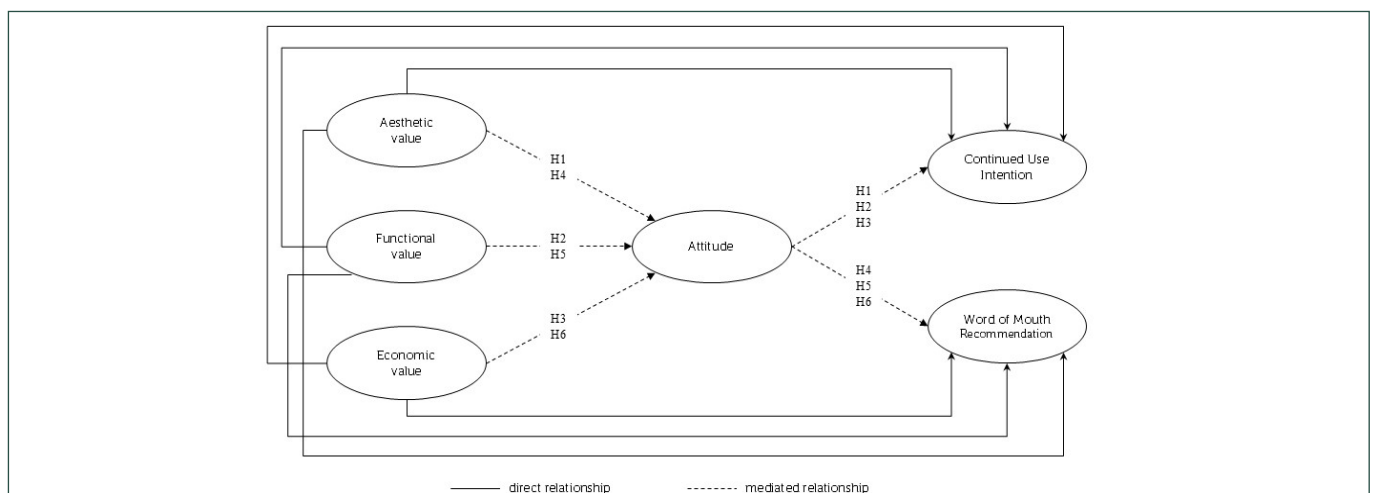 Aesthetic
value
H1
H4
Continued Use
Intention
H1
H2
H3
Functional
value
H2
H5
Attitude
H4
H5
H6
Word of Mouth
Recommendation
H3
H6
Economic
value
direct relationship
mediated relationship